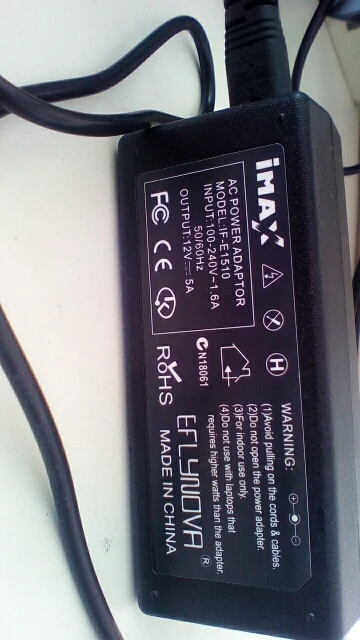 iMAX
AC POWER ADAPTOR
MODEL:IF-E1510
INPUT:100-240V~1.6A
50/60Hz
OUTPUT:12V⎓5A
FC CE
H
N18061
RoHS
WARNING:
(1)Avoid pulling on the cords & cables.
(2)Do not open the power adapter.
(3)For indoor use only.
(4)Do not use with laptops that
requires higher watts than the adapter.
EFLYNOVA®
MADE IN CHINA